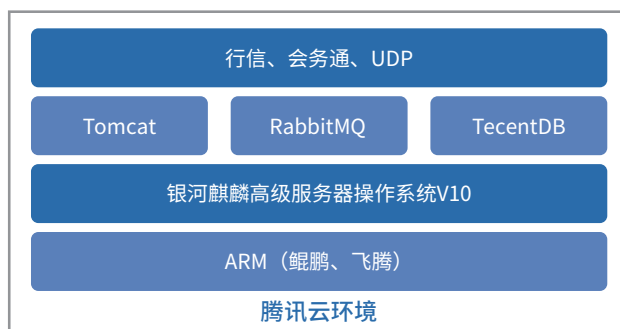 行信、会务通、UDP
Tomcat
RabbitMQ
TecentDB
银河麒麟高级服务器操作系统V10
ARM（鲲鹏、飞腾）
腾讯云环境